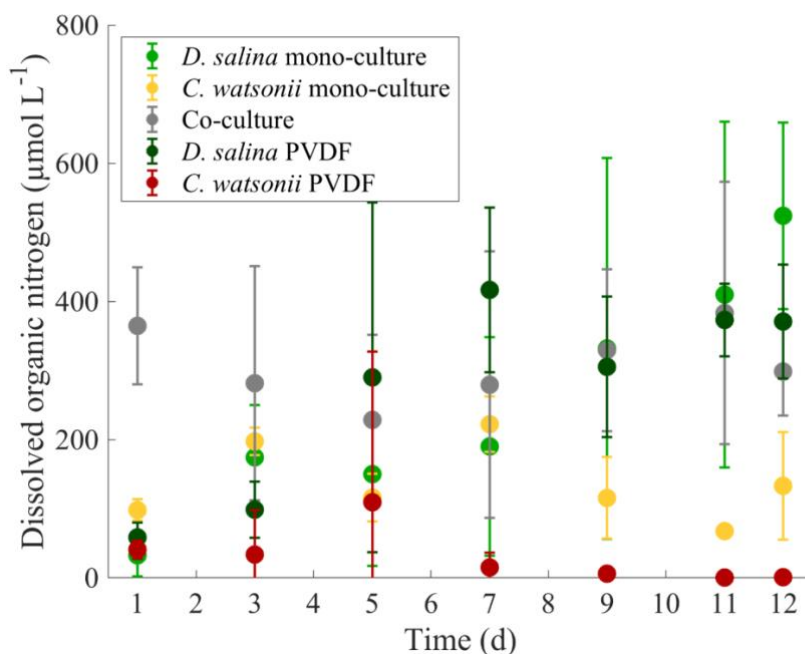 800
600
400
200
0
Dissolved organic nitrogen (μmol L⁻¹)
D. salina mono-culture
C. watsonii mono-culture
Co-culture
D. salina PVDF
C. watsonii PVDF
1 2 3 4 5 6 7 8 9 10 11 12
Time (d)